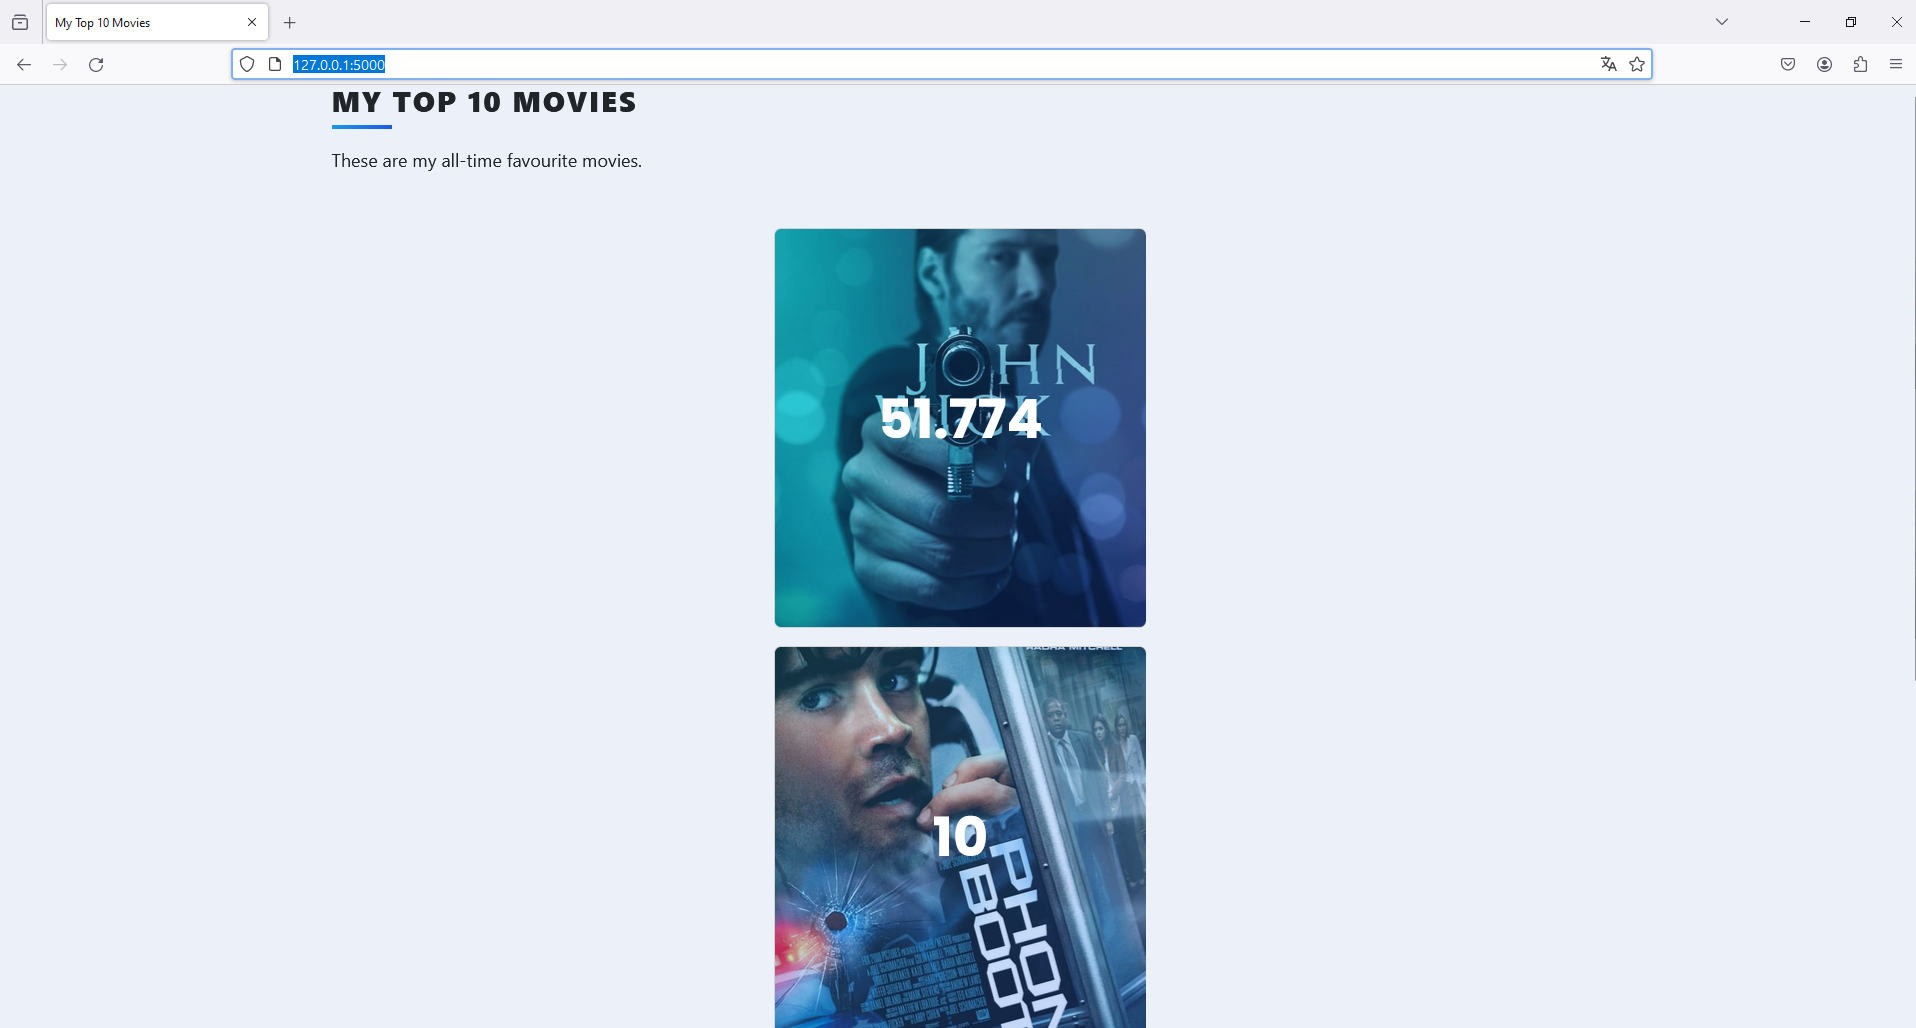 My Top 10 Movies
127.0.0.1:5000
MY TOP 10 MOVIES
These are my all-time favourite movies.
JOHN
WICK
51.774
10
PHONE
BOOTH